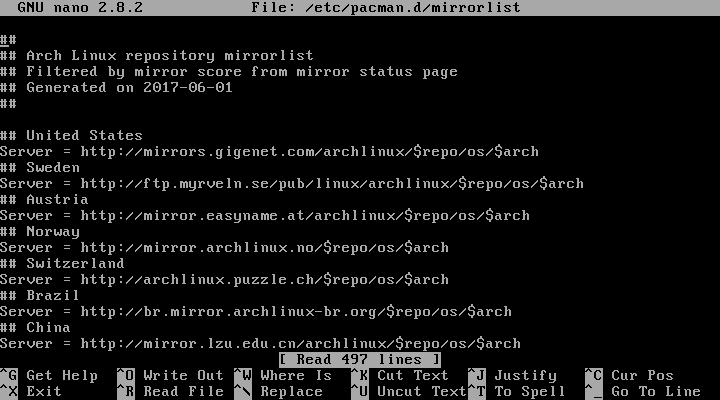 GNU nano 2.8.2 File: /etc/pacman.d/mirrorlist
##
## Arch Linux repository mirrorlist
## Filtered by mirror score from mirror status page
## Generated on 2017-06-01
##
## United States
Server = http://mirrors.gigenet.com/archlinux/$repo/os/$arch
## Sweden
Server = http://ftp.myrveln.se/pub/linux/archlinux/$repo/os/$arch
## Austria
Server = http://mirror.easyname.at/archlinux/$repo/os/$arch
## Norway
Server = http://mirror.archlinux.no/$repo/os/$arch
## Switzerland
Server = http://archlinux.puzzle.ch/$repo/os/$arch
## Brazil
Server = http://br.mirror.archlinux-br.org/$repo/os/$arch
## China
Server = http://mirror.lzu.edu.cn/archlinux/$repo/os/$arch
[ Read 497 lines ]
^G Get Help ^O Write Out ^W Where Is ^K Cut Text ^J Justify ^C Cur Pos
^X Exit ^R Read File ^\ Replace ^U Uncut Text ^T To Spell ^_ Go To Line